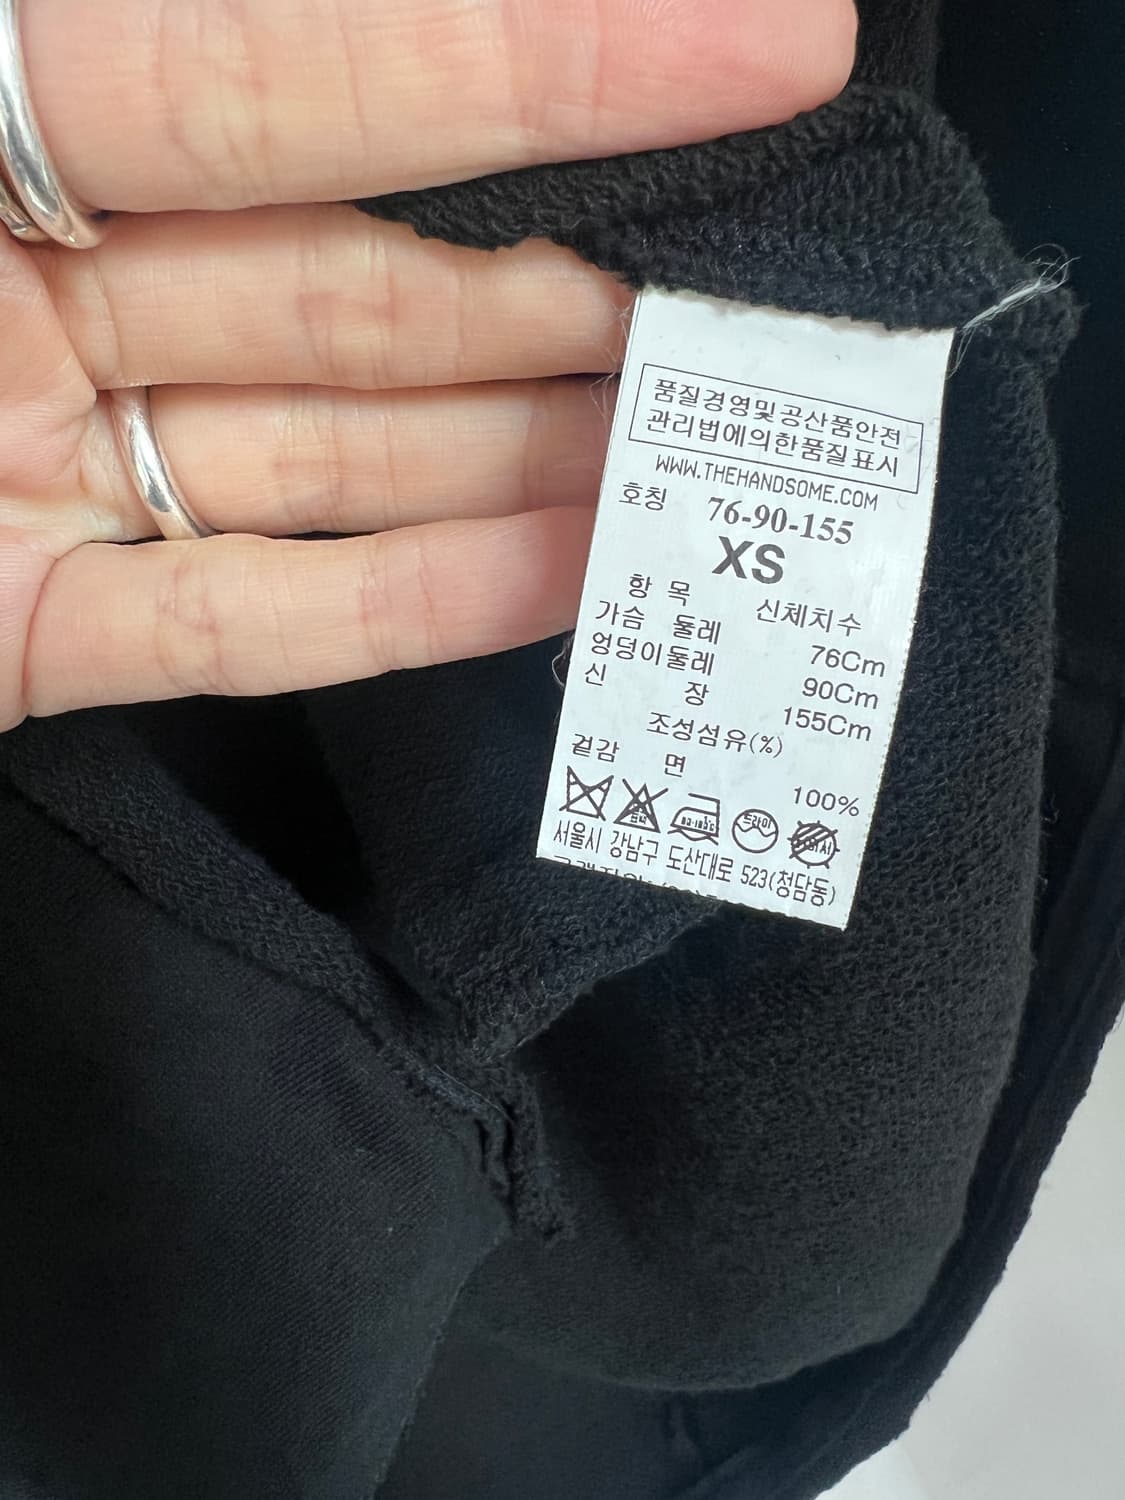 품질경영및공산품안전
관리법에의한품질표시
WWW.THEHANDSOME.COM
호칭 76-90-155
XS
항 목 신체치수
가슴 둘레 76Cm
엉덩이둘레 90Cm
신 장 155Cm
조성섬유(%)
겉감 면 100%
드라이
서울시 강남구 도산대로 523(청담동)